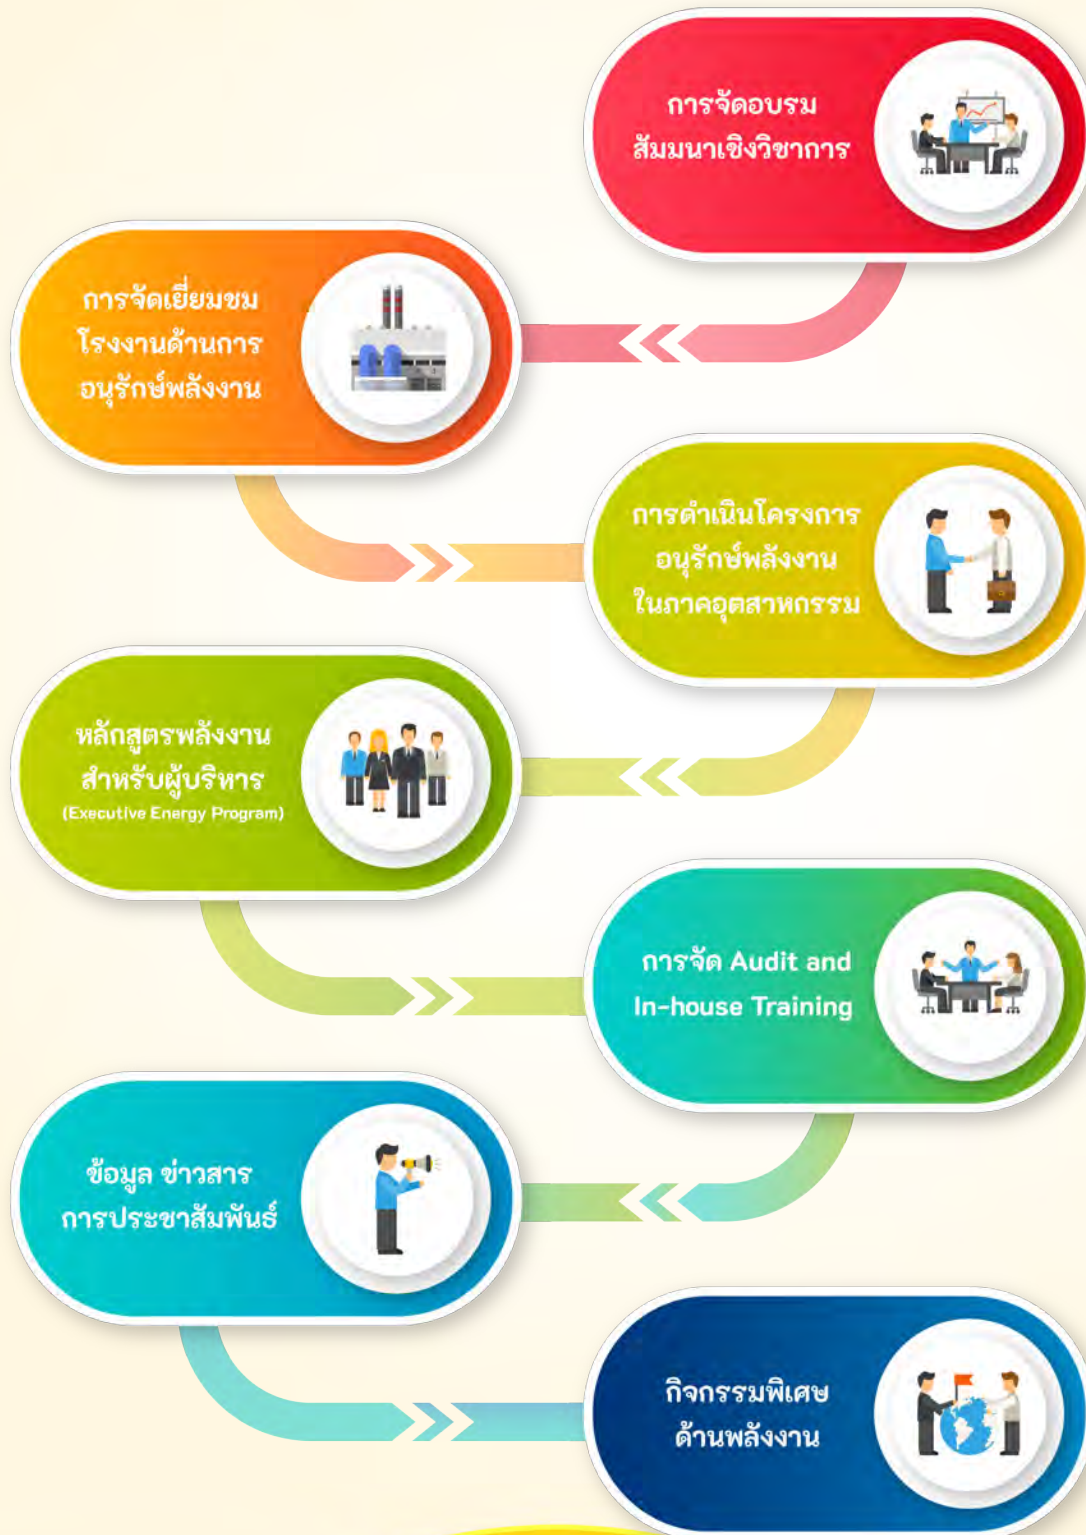 การจัดอบรม
สัมมนาเชิงวิชาการ
การจัดเยี่ยมชม
โรงงานด้านการ
อนุรักษ์พลังงาน
การดำเนินโครงการ
อนุรักษ์พลังงาน
ในภาคอุตสาหกรรม
หลักสูตรพลังงาน
สำหรับผู้บริหาร
(Executive Energy Program)
การจัด Audit and
In-house Training
ข้อมูล ข่าวสาร
การประชาสัมพันธ์
กิจกรรมพิเศษ
ด้านพลังงาน